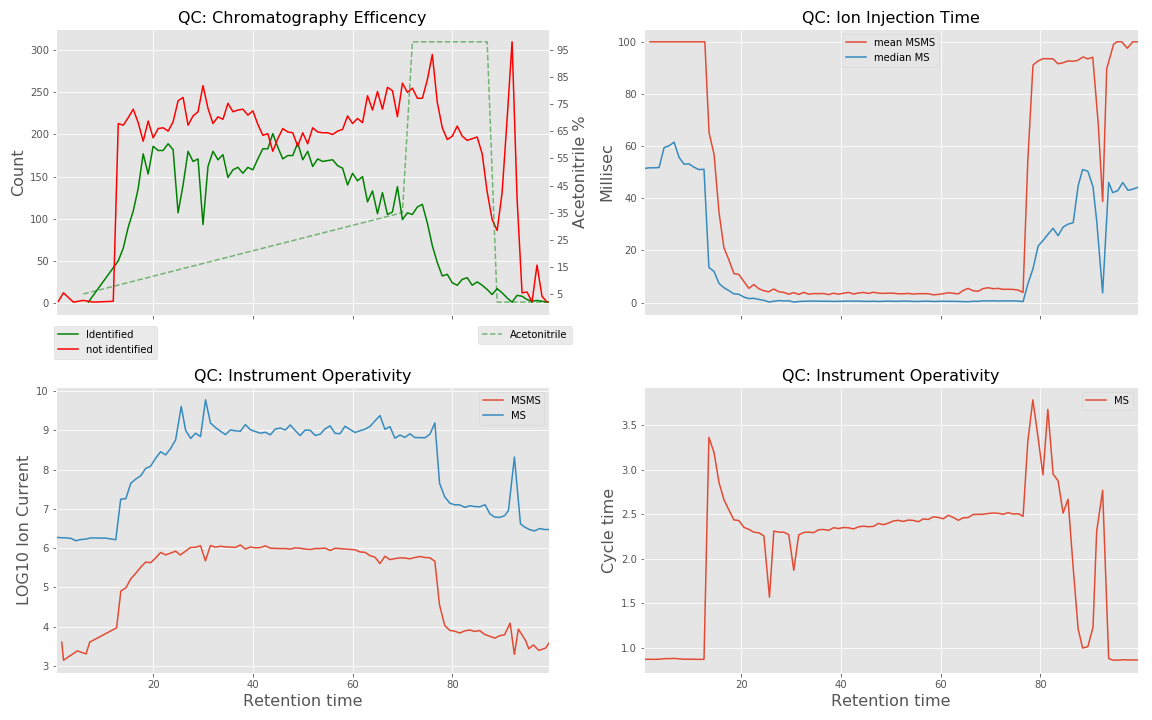 QC: Chromatography Efficency
300
250
200
150
100
50
0
Count
95
85
75
65
55
45
35
25
15
5
Acetonitrile %
Identified
not identified
Acetonitrile
QC: Ion Injection Time
mean MSMS
median MS
100
80
60
40
20
0
Millisec
QC: Instrument Operativity
MSMS
MS
10
9
8
7
6
5
4
3
LOG10 Ion Current
20
40
60
80
Retention time
QC: Instrument Operativity
MS
3.5
3.0
2.5
2.0
1.5
1.0
Cycle time
20
40
60
80
Retention time